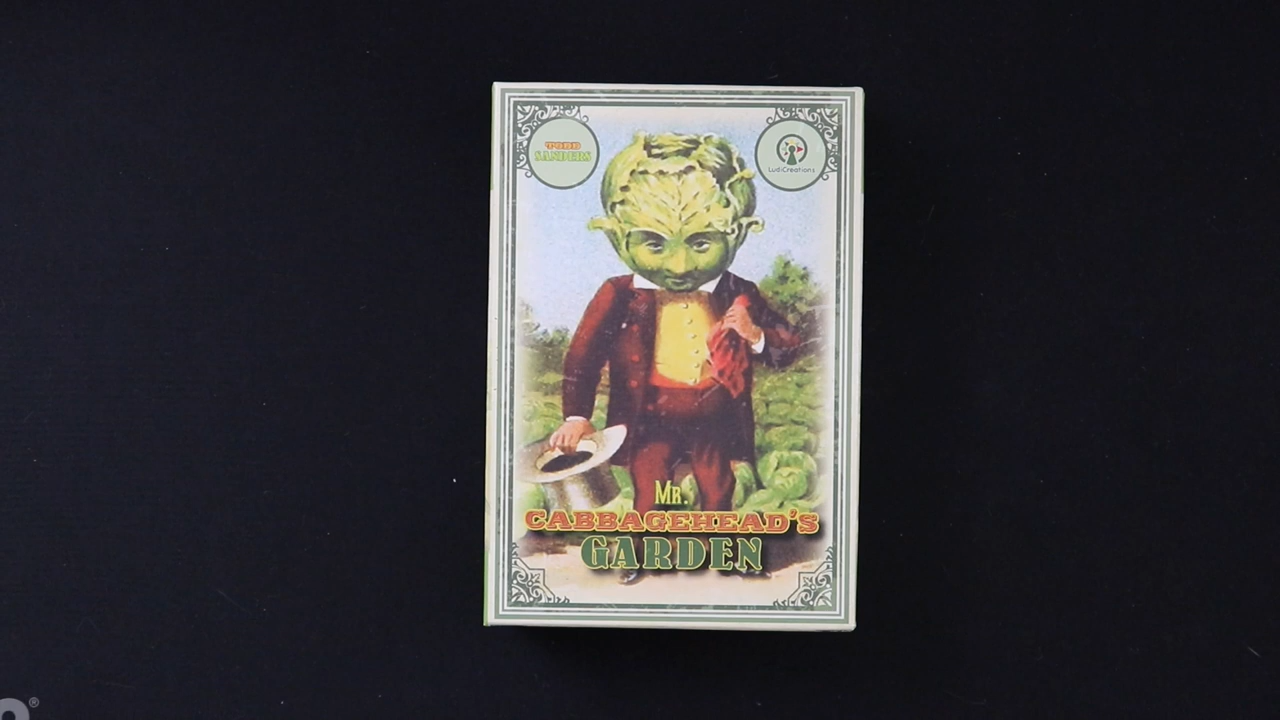 TODD
SANDERS
LudiCreations
MR.
CABBAGEHEAD'S
GARDEN
®